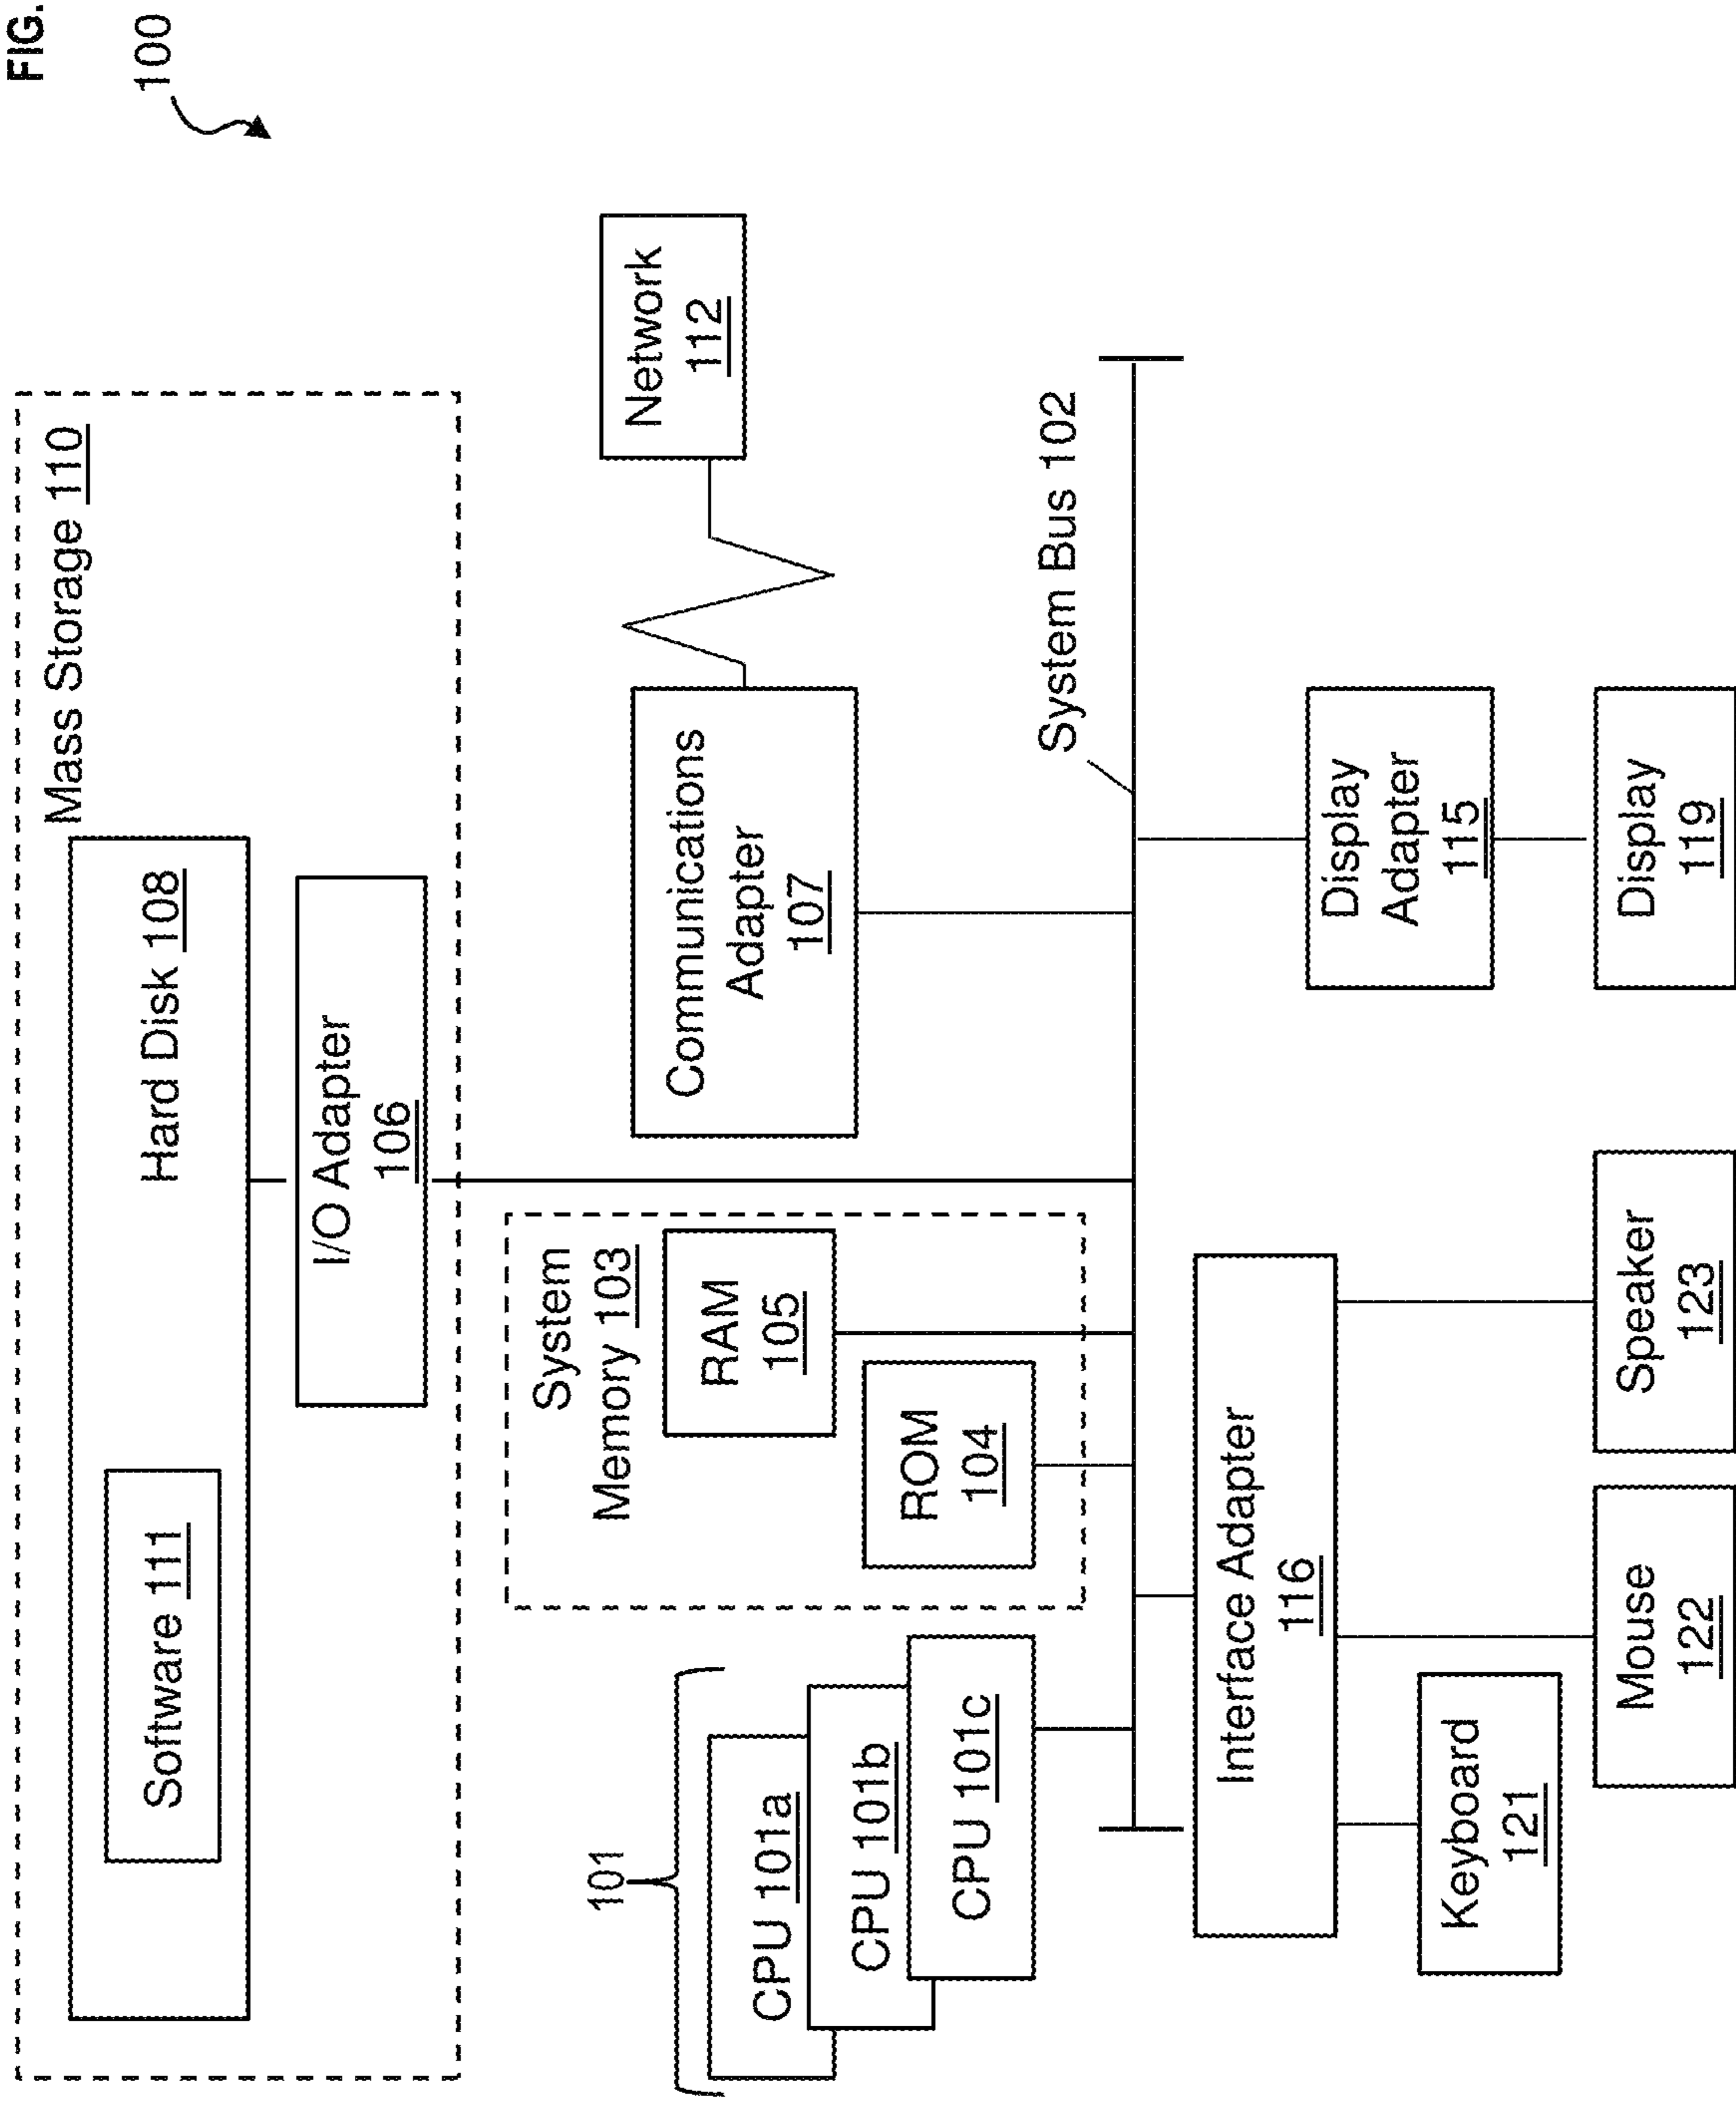 FIG.
100
Mass Storage 110
Hard Disk 108
Software 111
I/O Adapter
106
Network
112
Communications
Adapter
107
System
Memory 103
RAM
105
ROM
104
101
CPU 101a
CPU 101b
CPU 101c
System Bus 102
Interface Adapter
116
Display
Adapter
115
Keyboard
121
Mouse
122
Speaker
123
Display
119